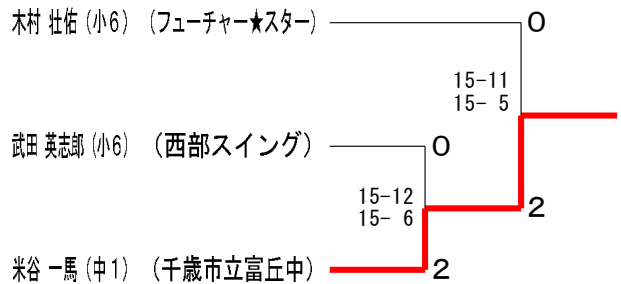 木村 壮佑 (小6) (フューチャー★スター)
0
15-11
15- 5
武田 英志郎 (小6) (西部スイング)
0
15-12
15- 6
2
米谷 一馬 (中1) (千歳市立富丘中)
2